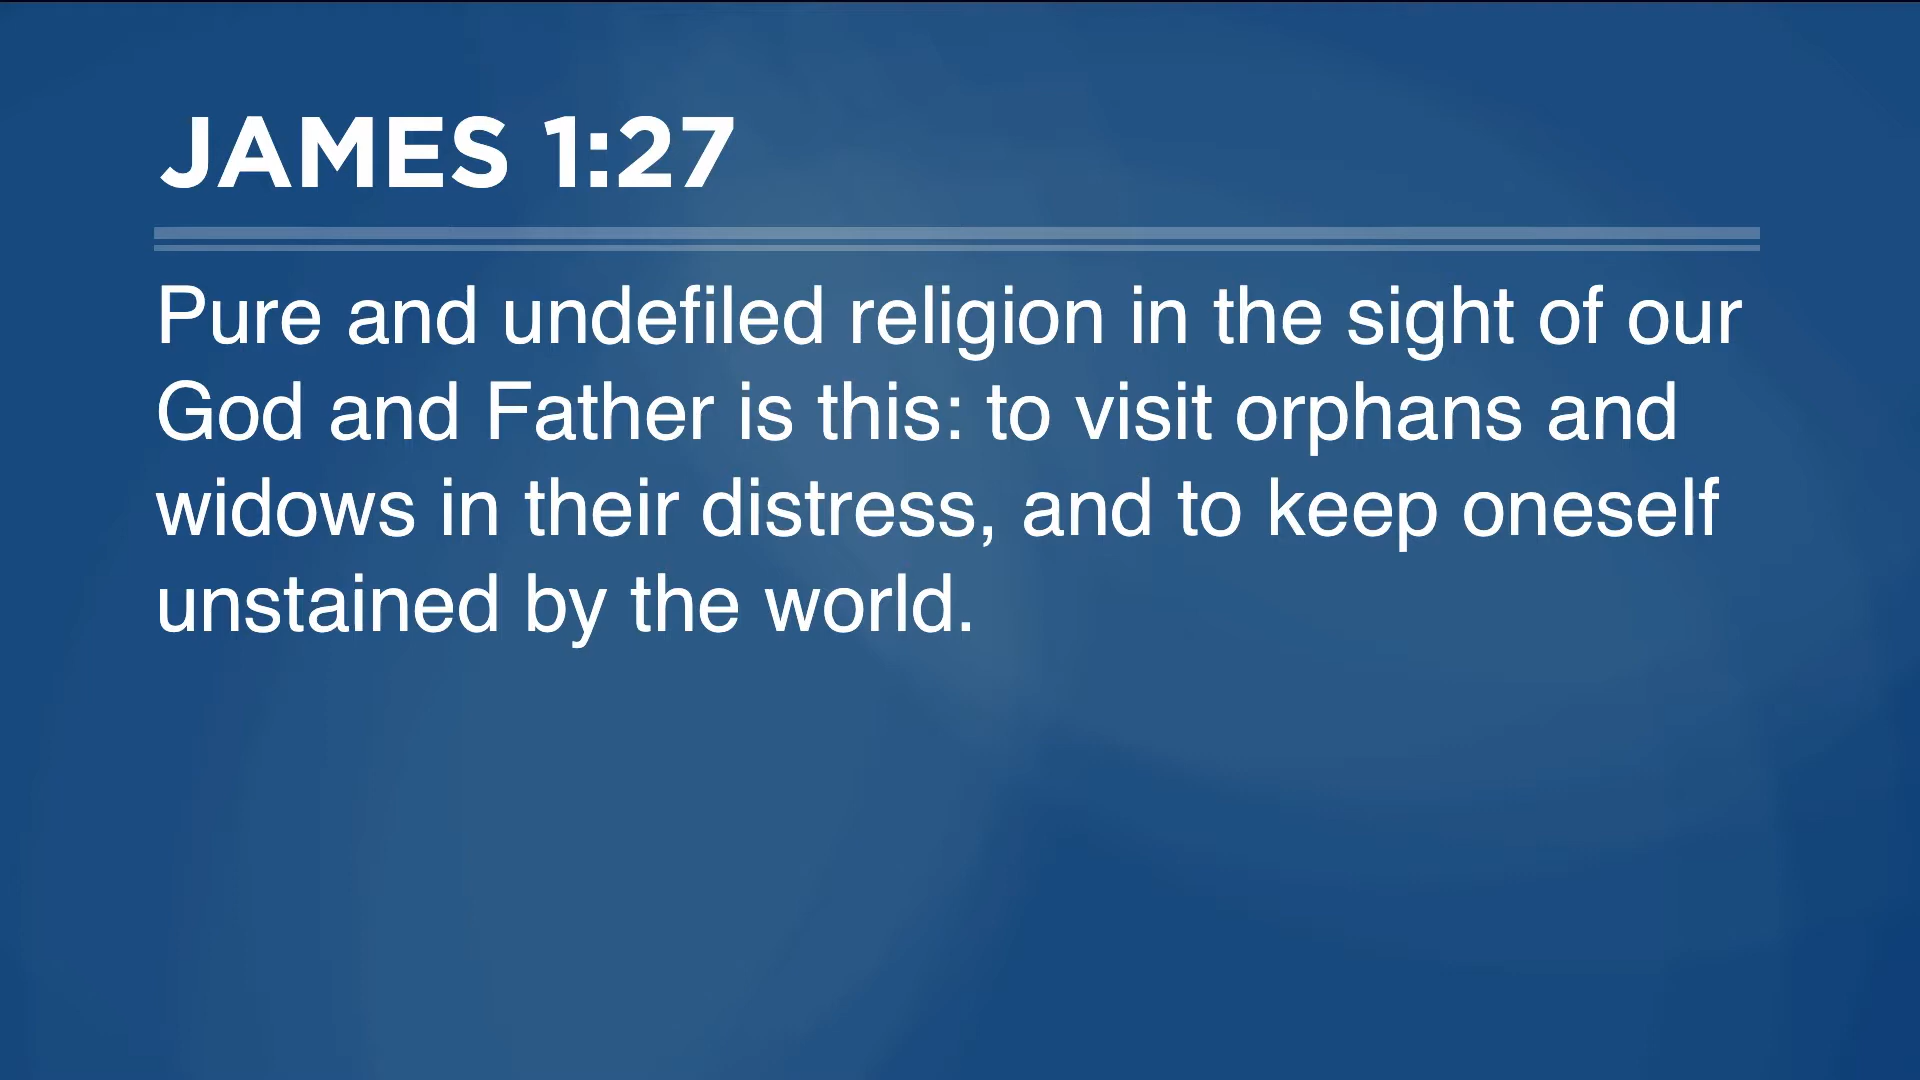 JAMES 1:27
Pure and undefiled religion in the sight of our
God and Father is this: to visit orphans and
widows in their distress, and to keep oneself
unstained by the world.